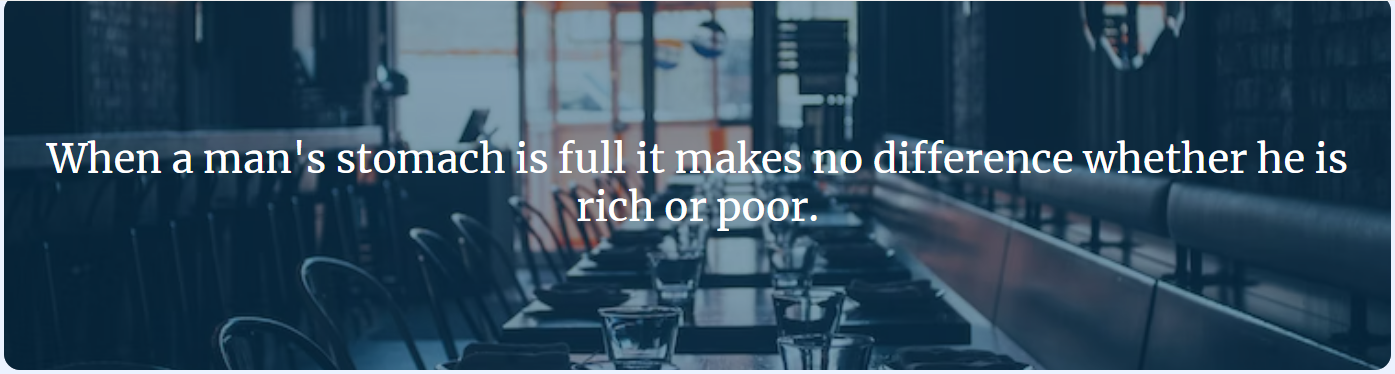 When a man's stomach is full it makes no difference whether he is
rich or poor.